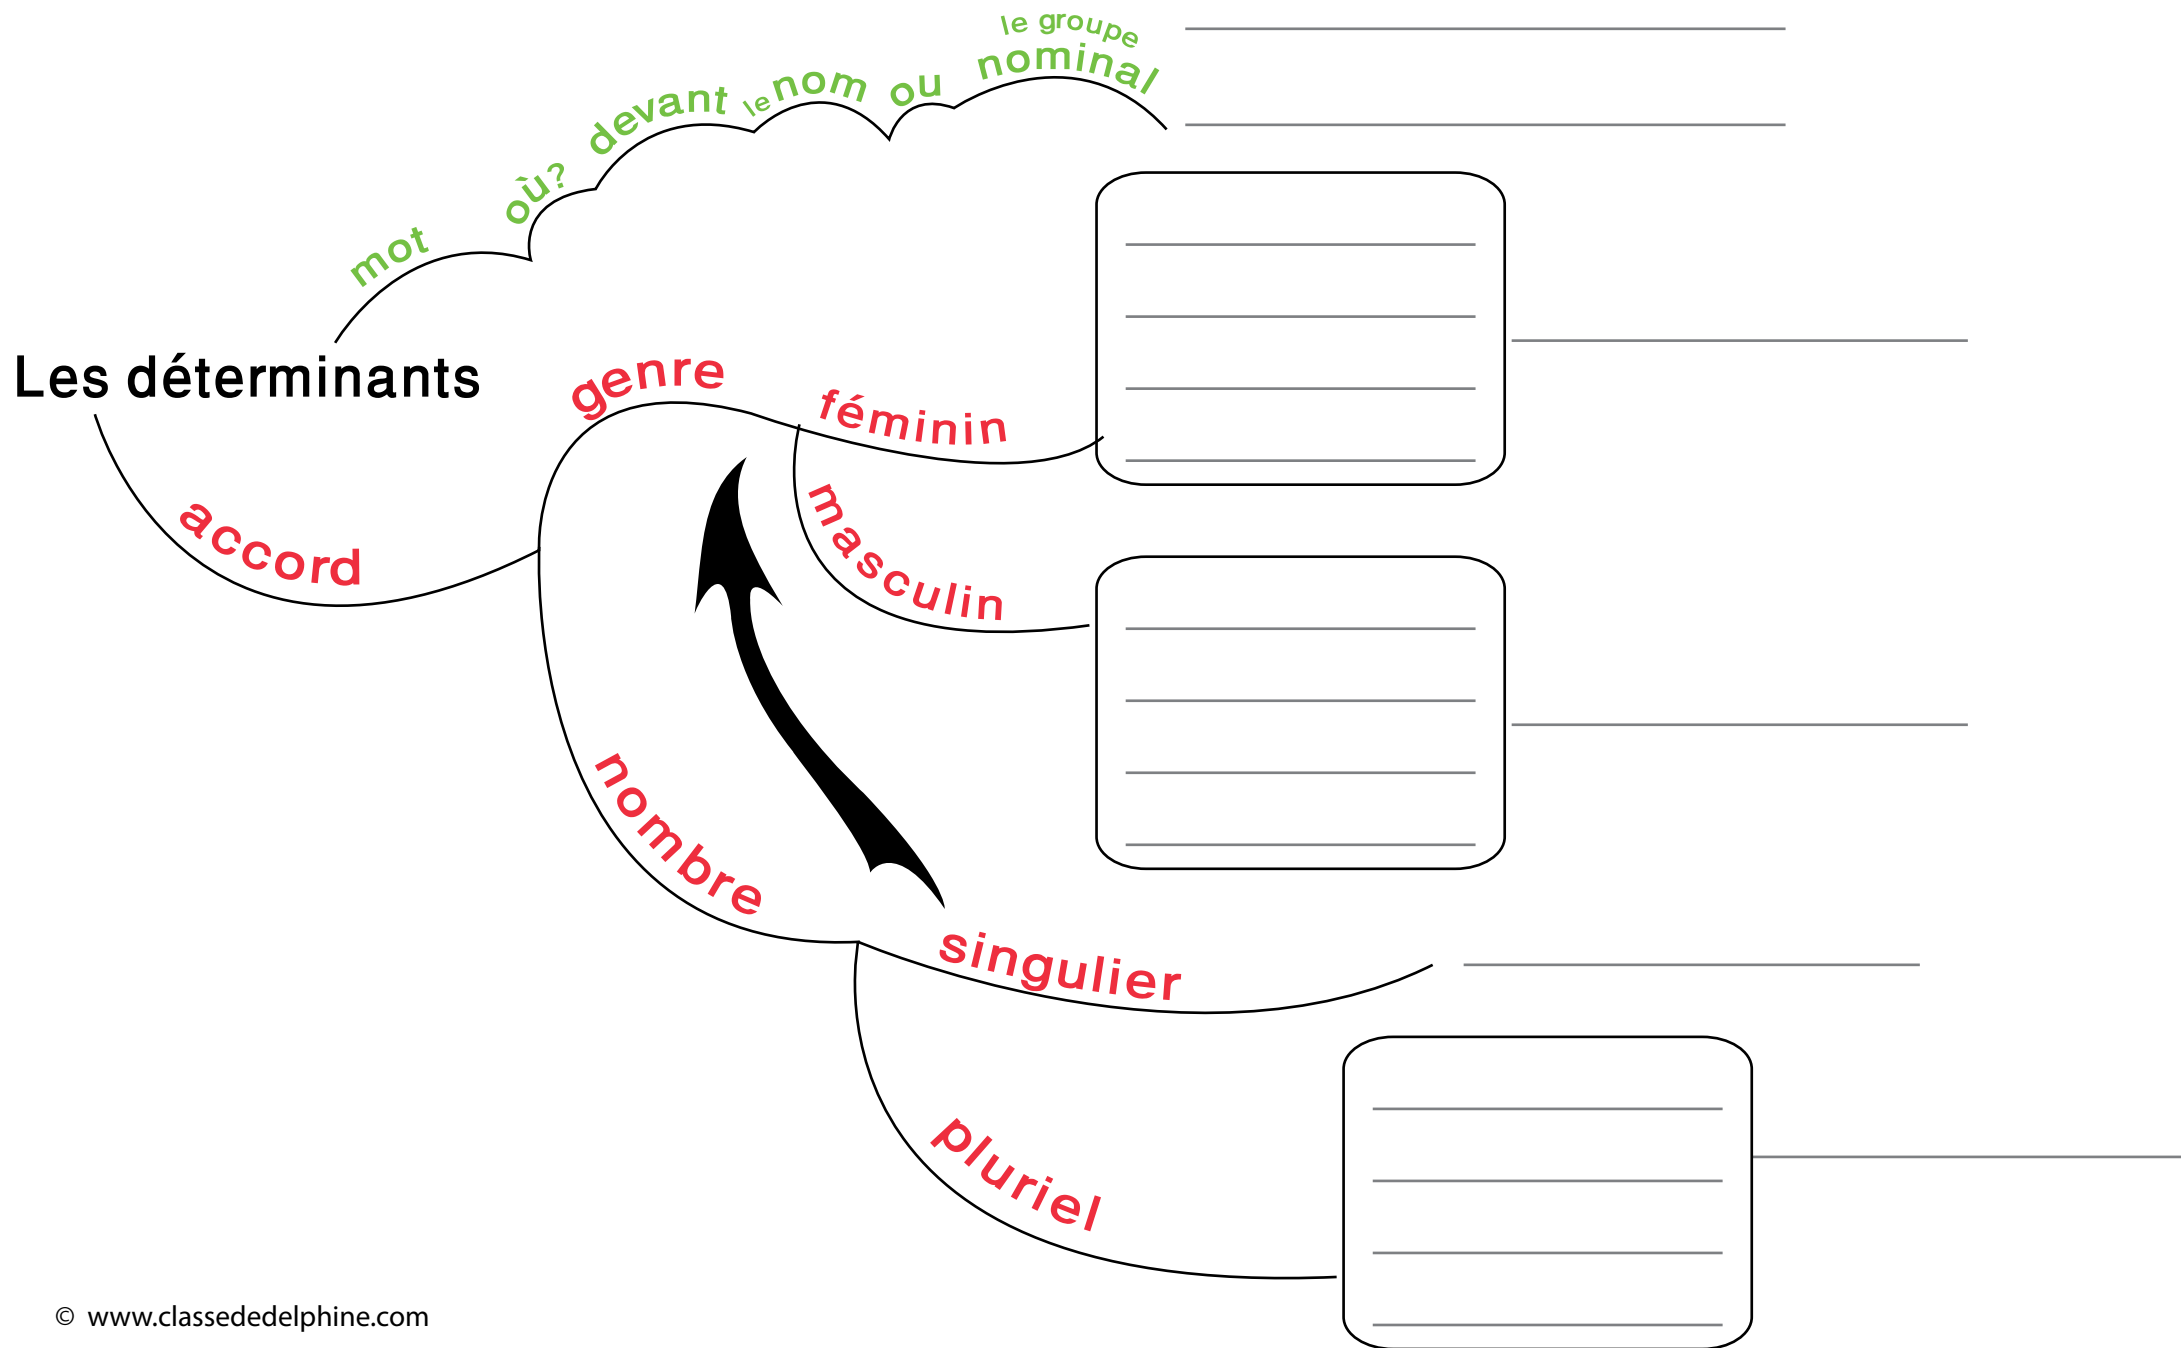 mot où? devant le nom ou le groupe nominal
Les déterminants
accord
genre
féminin
masculin
nombre
singulier
pluriel
© www.classededelphine.com